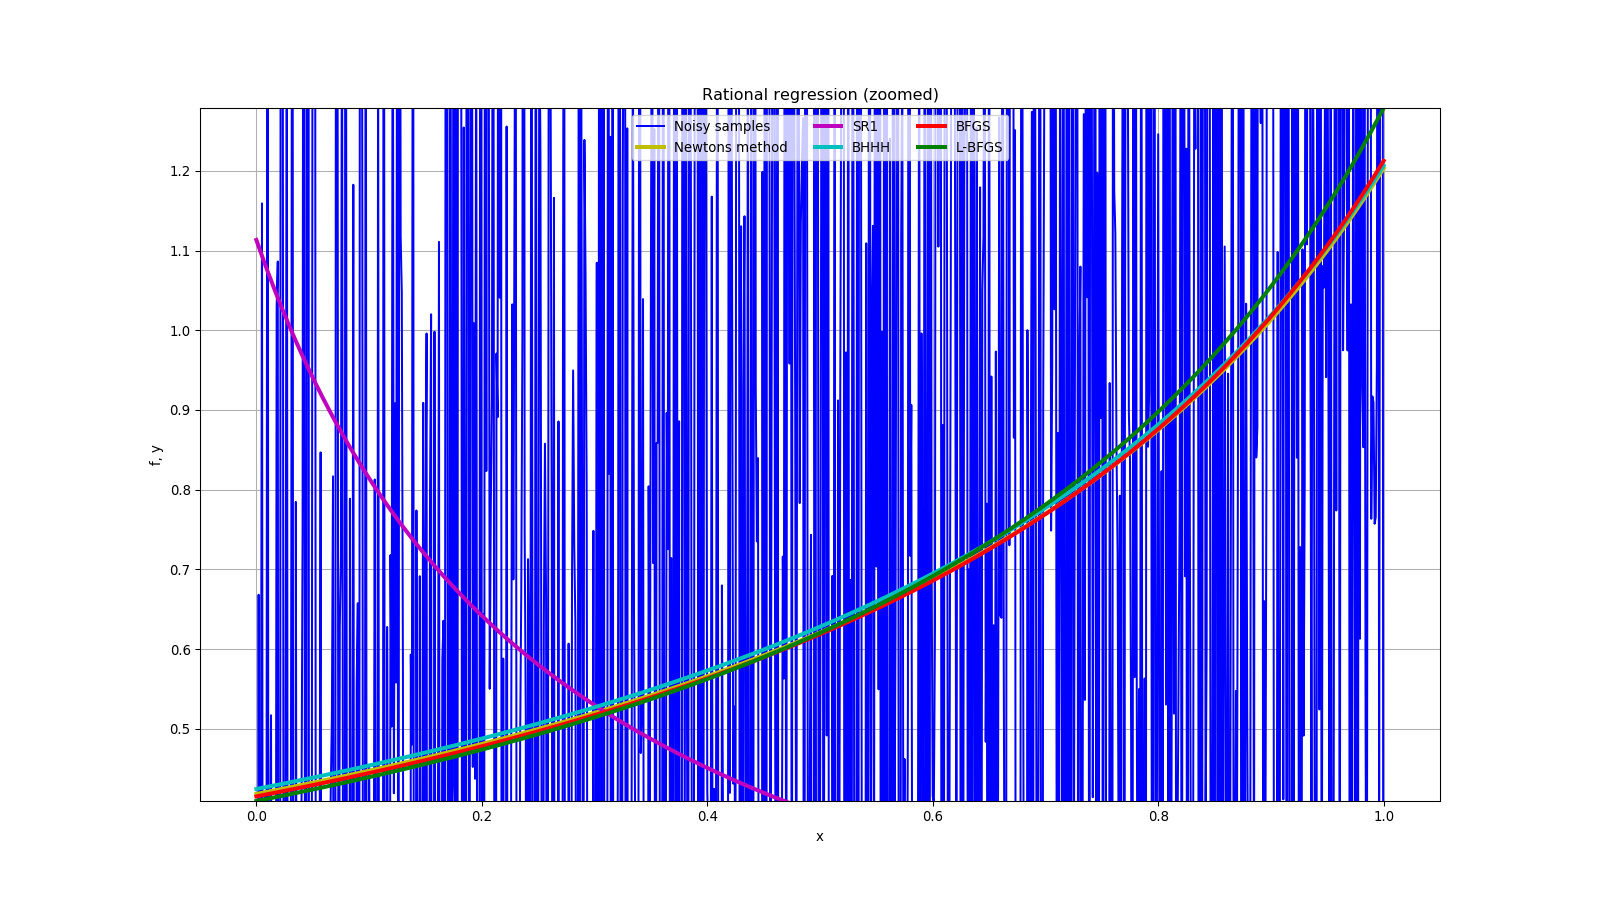 Rational regression (zoomed)
Noisy samples SR1 BFGS
Newtons method BHHH L-BFGS
1.2
1.1
1.0
0.9
0.8
0.7
0.6
0.5
f, y
0.0 0.2 0.4 0.6 0.8 1.0
x